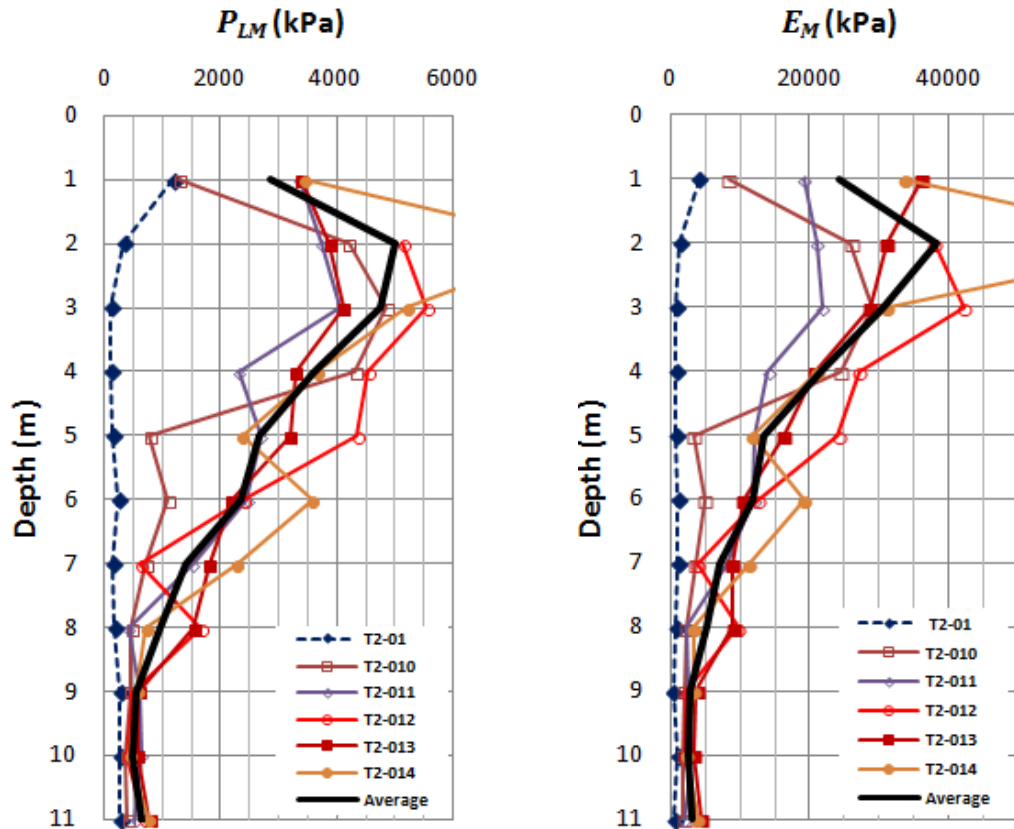 P_LM (kPa)
0 2000 4000 6000
0
1
2
3
4
5
6
7
8
9
10
11
Depth (m)
T2-01
T2-010
T2-011
T2-012
T2-013
T2-014
Average
E_M (kPa)
0 20000 40000
0
1
2
3
4
5
6
7
8
9
10
11
Depth (m)
T2-01
T2-010
T2-011
T2-012
T2-013
T2-014
Average